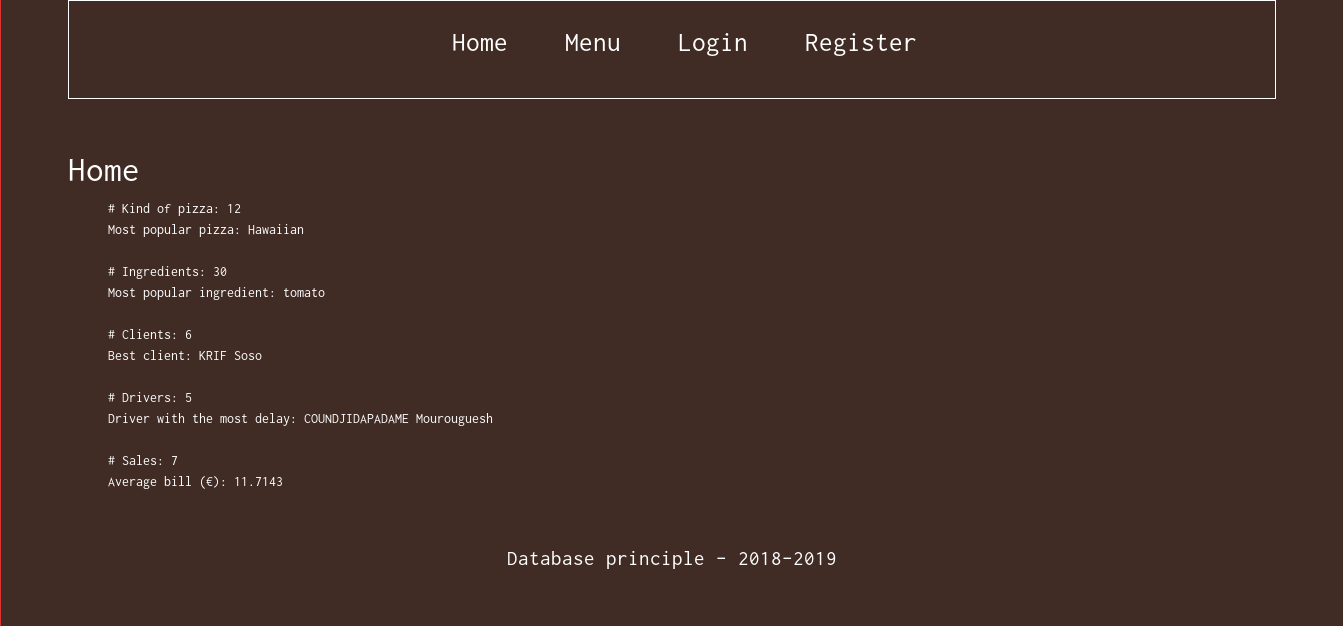 Home Menu Login Register
Home
# Kind of pizza: 12
Most popular pizza: Hawaiian
# Ingredients: 30
Most popular ingredient: tomato
# Clients: 6
Best client: KRIF Soso
# Drivers: 5
Driver with the most delay: COUNDJIDAPADAME Mourouguesh
# Sales: 7
Average bill (€): 11.7143
Database principle - 2018-2019